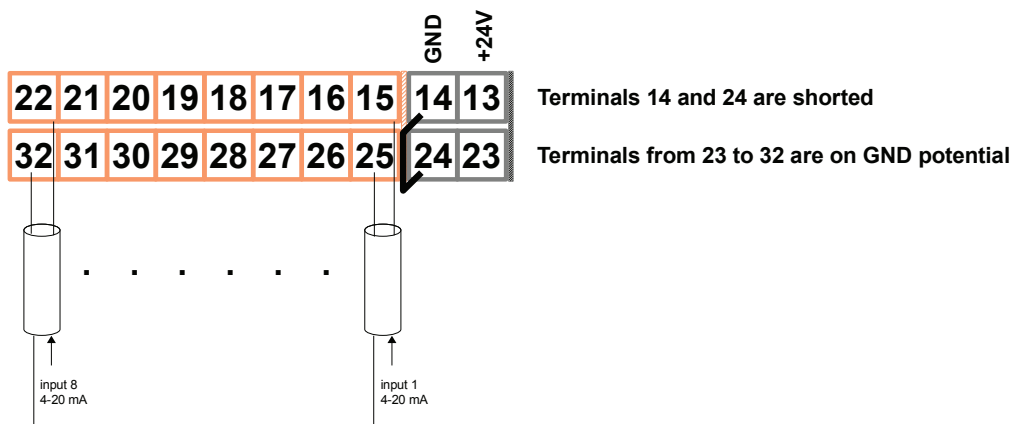 GND +24V
22 21 20 19 18 17 16 15 14 13 Terminals 14 and 24 are shorted
32 31 30 29 28 27 26 25 24 23 Terminals from 23 to 32 are on GND potential
input 8 input 1
4-20 mA 4-20 mA